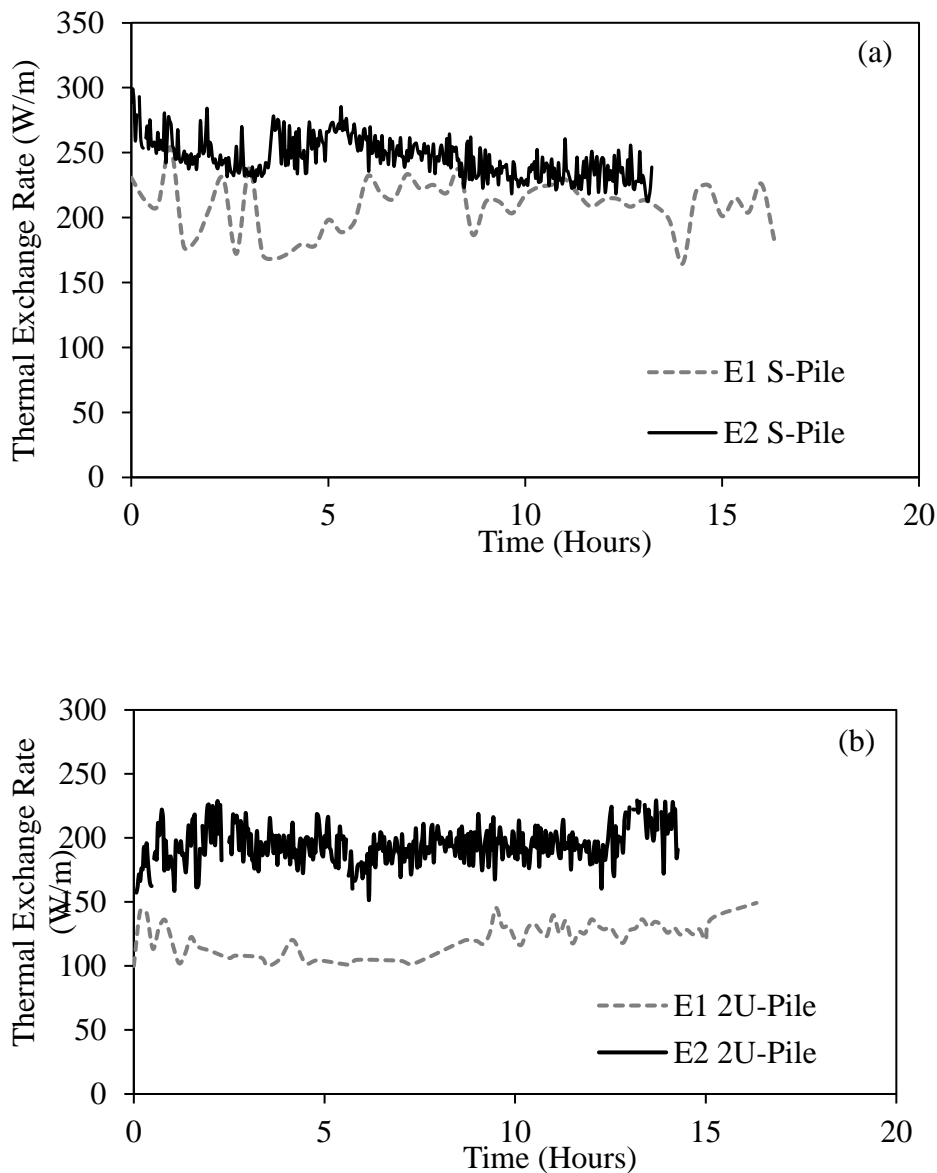 (a)
Thermal Exchange Rate (W/m)
350
300
250
200
150
100
50
0
E1 S-Pile
E2 S-Pile
0 5 10 15 20
Time (Hours)
(b)
Thermal Exchange Rate
(W/m)
300
250
200
150
100
50
0
E1 2U-Pile
E2 2U-Pile
0 5 10 15 20
Time (Hours)